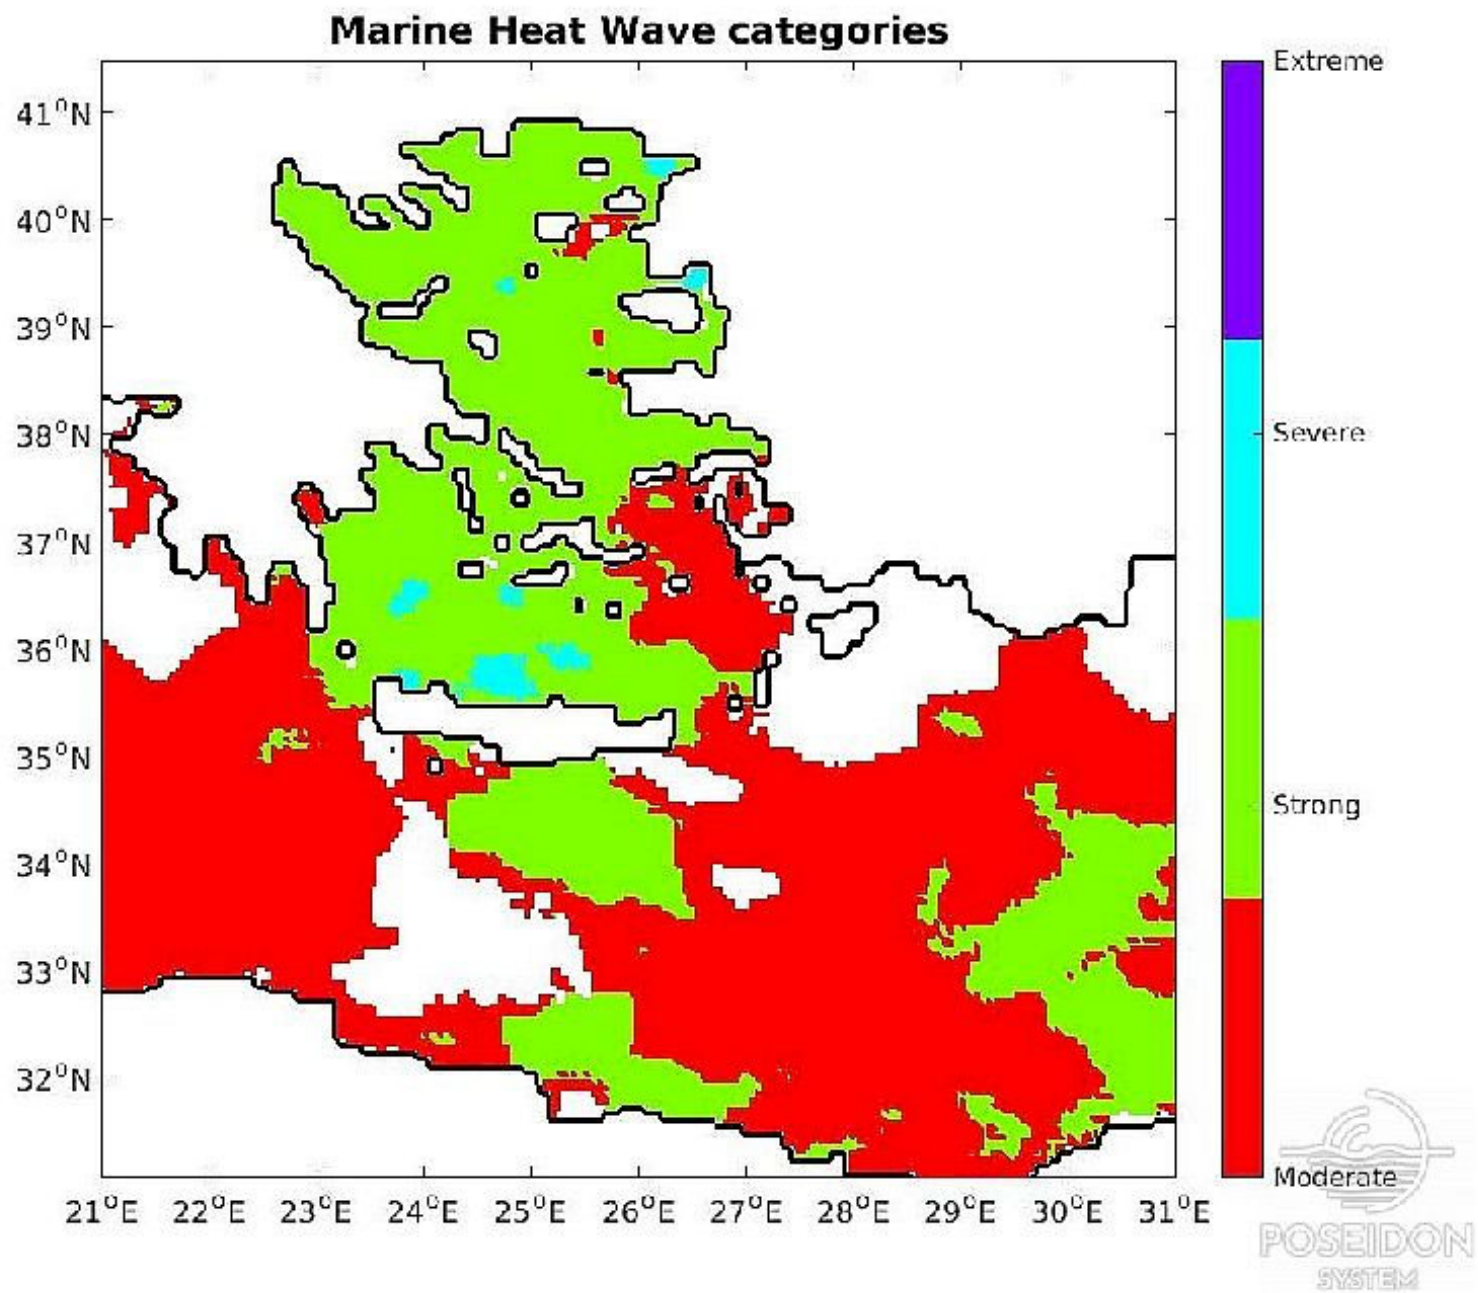 Marine Heat Wave categories
Extreme
Severe
Strong
Moderate
41°N
40°N
39°N
38°N
37°N
36°N
35°N
34°N
33°N
32°N
21°E 22°E 23°E 24°E 25°E 26°E 27°E 28°E 29°E 30°E 31°E
POSEIDON
SYSTEM